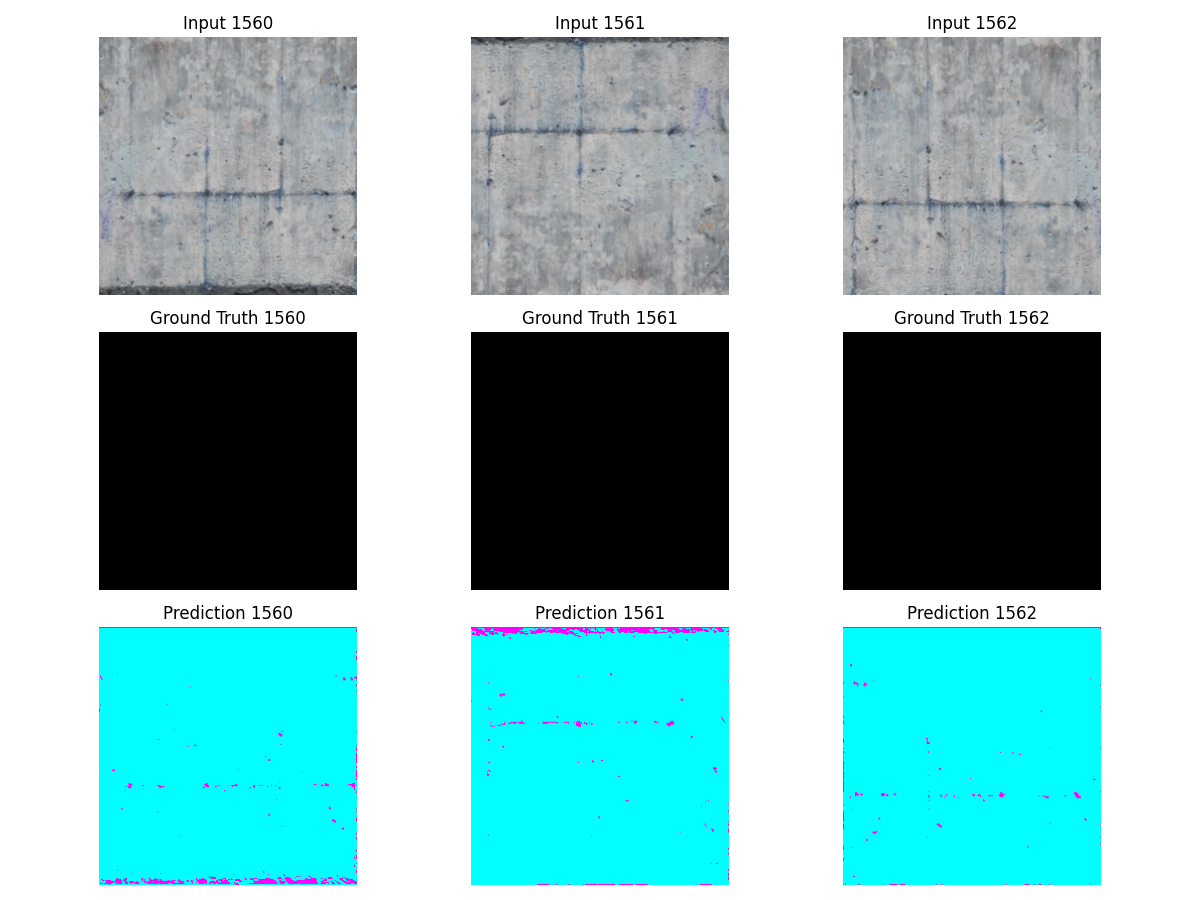 Input 1560
Input 1561
Input 1562
Ground Truth 1560
Ground Truth 1561
Ground Truth 1562
Prediction 1560
Prediction 1561
Prediction 1562